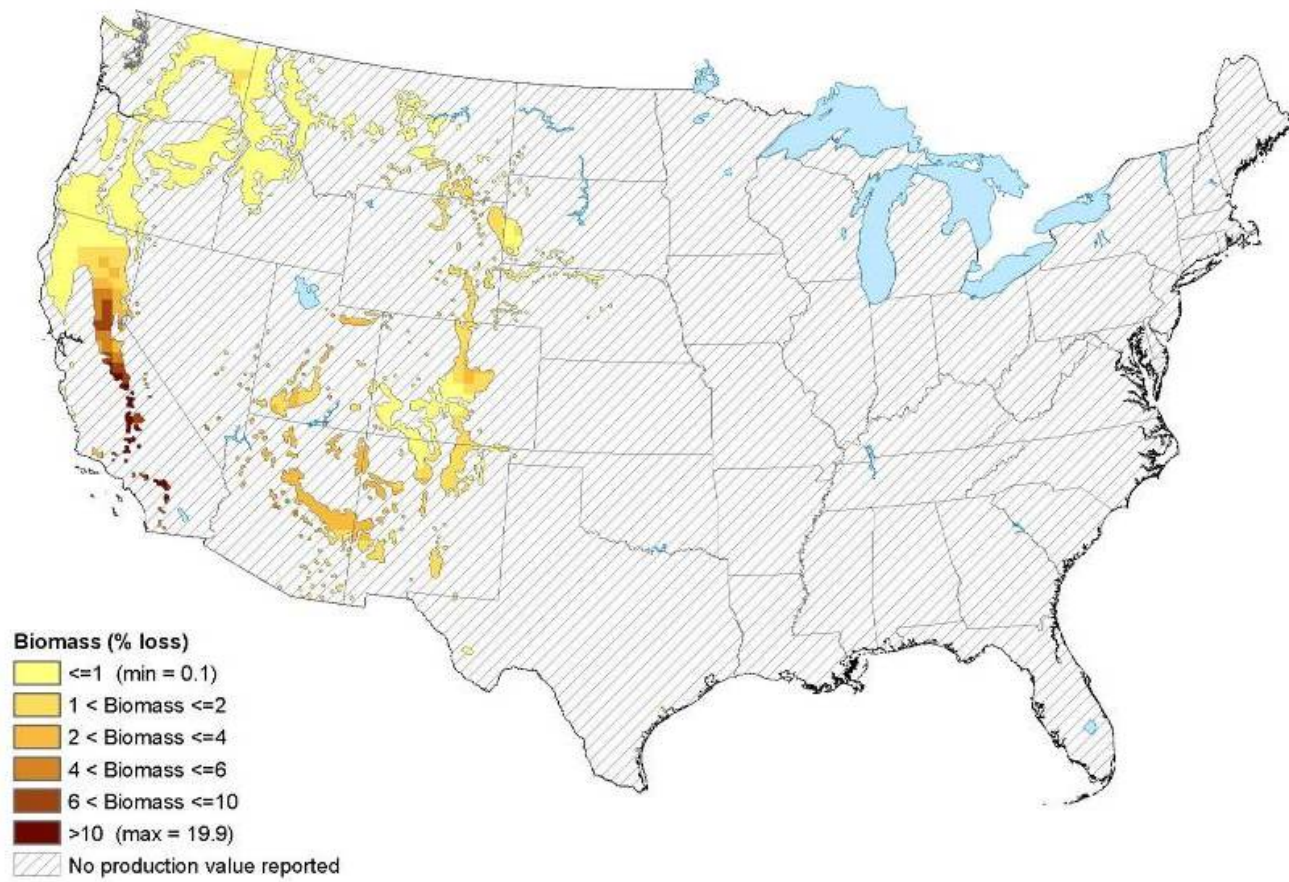 Biomass (% loss)
<=1 (min = 0.1)
1 < Biomass <=2
2 < Biomass <=4
4 < Biomass <=6
6 < Biomass <=10
>10 (max = 19.9)
No production value reported